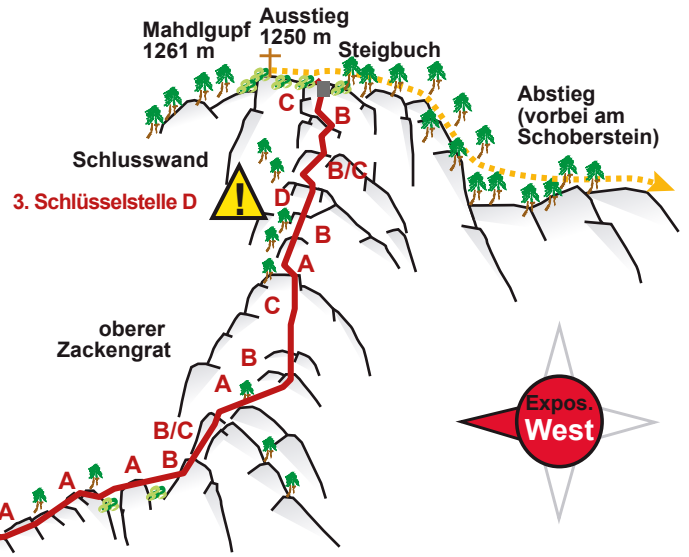 Mahdlgupf
1261 m
Ausstieg
1250 m
Steigbuch
C
B
Abstieg
(vorbei am
Schoberstein)
Schlusswand
B/C
3. Schlüsselstelle D
!
D
B
A
C
oberer
Zackengrat
B
A
Expos.
West
B/C
B
A
A
A